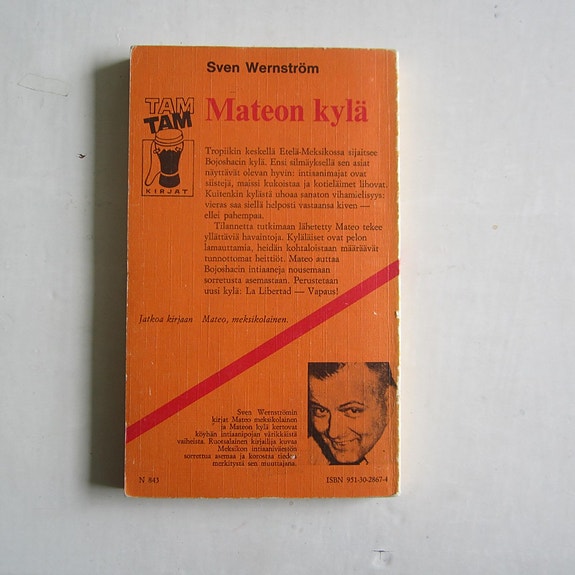 Sven Wernström
TAM
TAM
KIRJAT
Mateon kylä
Tropiikin keskellä Etelä-Meksikossa sijaitsee
Bojoshacin kylä. Ensi silmäyksellä sen asiat
näyttävät olevan hyvin: intiaanimajat ovat
siistejä, maissi kukoistaa ja kotieläimet lihovat.
Kuitenkin kylästä uhoaa sanaton vihamielisyys:
vieras saa siellä helposti vastaansa kiven —
ellei pahempaa.
Tilannetta tutkimaan lähetetty Mateo tekee
yllättäviä havaintoja. Kyläläiset ovat pelon
lamauttamia, heidän kohtaloistaan määräävät
tunnottomat heittiöt. Mateo auttaa
Bojoshacin intiaaneja nousemaan
sorretusta asemastaan. Perustetaan
uusi kylä: La Libertad — Vapaus!
Jatkoa kirjaan Mateo, meksikolainen.
Sven Wernströmin
kirjat Mateo meksikolainen
ja Mateon kylä kertovat
köyhän intiaanipojan värikkäistä
vaiheista. Ruotsalainen kirjailija kuvaa
Meksikon intiaaniväestön
sorrettua asemaa ja korostaa tiedon
merkitystä sen muuttajana.
N 843
ISBN 951-30-2867-4